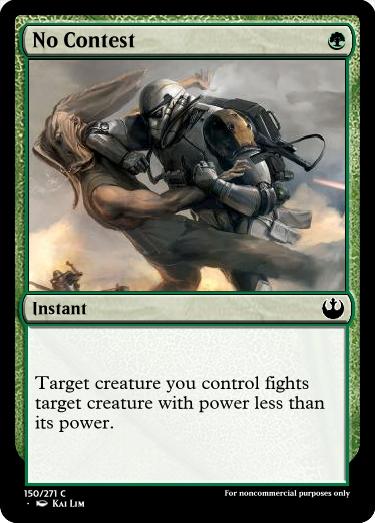 No Contest
Instant
Target creature you control fights
target creature with power less than
its power.
150/271 C
For noncommercial purposes only
· Kai Lim